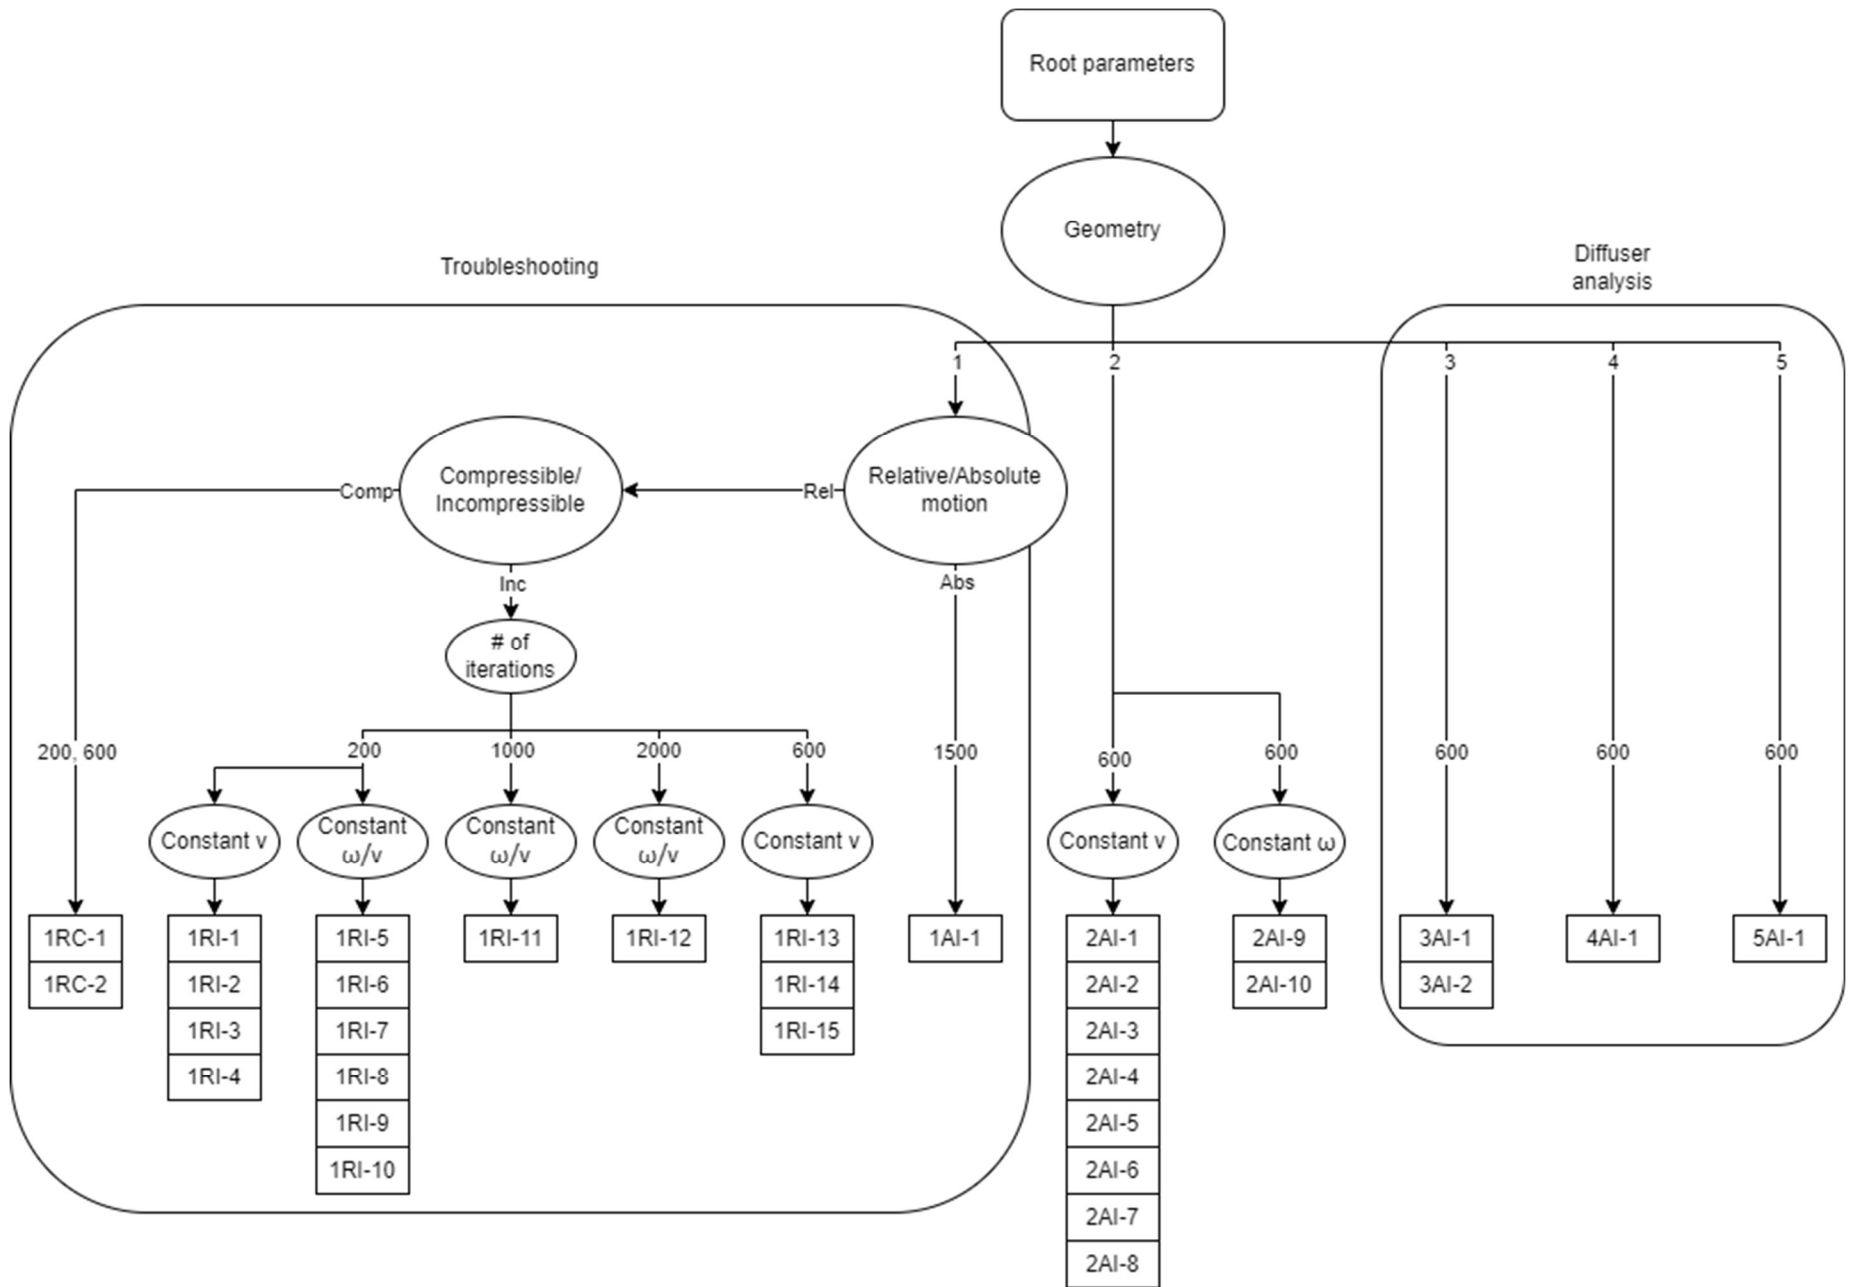 Root parameters
Geometry
Troubleshooting
Diffuser
analysis
1
2
3
4
5
Compressible/
Incompressible
Relative/Absolute
motion
Comp
Rel
Inc
Abs
# of
iterations
200, 600
200
1000
2000
600
1500
600
600
600
600
600
Constant v
Constant
ω/v
Constant
ω/v
Constant
ω/v
Constant v
Constant v
Constant ω
1RC-1
1RC-2
1RI-1
1RI-2
1RI-3
1RI-4
1RI-5
1RI-6
1RI-7
1RI-8
1RI-9
1RI-10
1RI-11
1RI-12
1RI-13
1RI-14
1RI-15
1AI-1
2AI-1
2AI-2
2AI-3
2AI-4
2AI-5
2AI-6
2AI-7
2AI-8
2AI-9
2AI-10
3AI-1
3AI-2
4AI-1
5AI-1